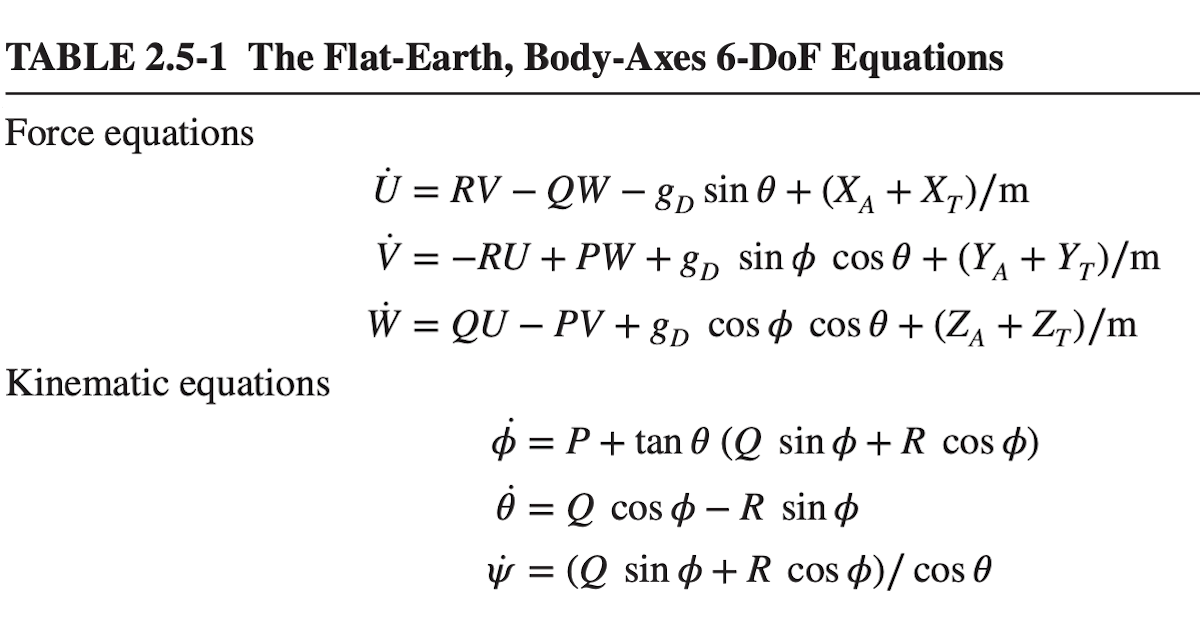 TABLE 2.5-1 The Flat-Earth, Body-Axes 6-DoF Equations
Force equations
U̇ = RV − QW − g_D sin θ + (X_A + X_T)/m
V̇ = −RU + PW + g_D sin ϕ cos θ + (Y_A + Y_T)/m
Ẇ = QU − PV + g_D cos ϕ cos θ + (Z_A + Z_T)/m
Kinematic equations
ϕ̇ = P + tan θ (Q sin ϕ + R cos ϕ)
θ̇ = Q cos ϕ − R sin ϕ
ψ̇ = (Q sin ϕ + R cos ϕ)/ cos θ